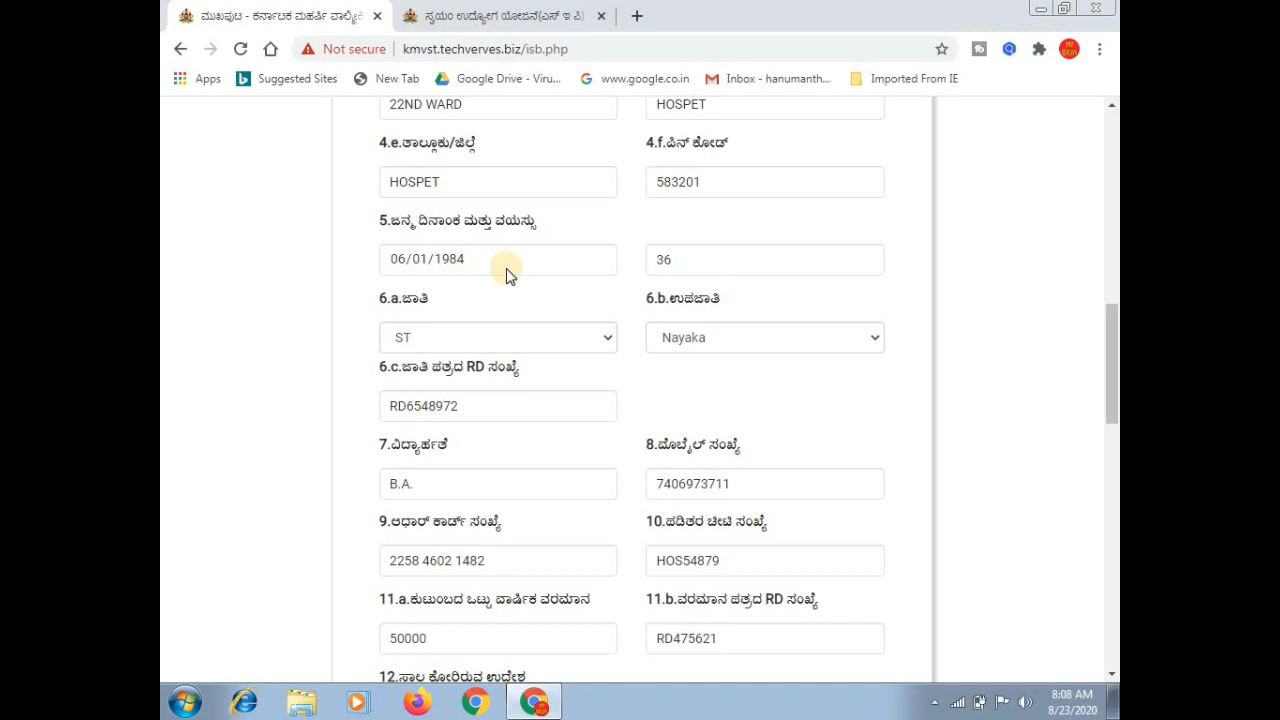 ಮುಖಪುಟ - ಕರ್ನಾಟಕ ಮಹರ್ಷಿ ವಾಲ್ಮೀಕಿ
ಸ್ವಯಂ ಉದ್ಯೋಗ ಯೋಜನೆ(ಎಸ್ ಇ ಪಿ)
Not secure
kmvst.techverves.biz/isb.php
Apps
Suggested Sites
New Tab
Google Drive - Viru...
www.google.co.in
Inbox - hanumanth...
Imported From IE
22ND WARD
HOSPET
4.e.ತಾಲ್ಲೂಕು/ಜಿಲ್ಲೆ
4.f.ಪಿನ್ ಕೋಡ್
HOSPET
583201
5.ಜನ್ಮ ದಿನಾಂಕ ಮತ್ತು ವಯಸ್ಸು
06/01/1984
36
6.a.ಜಾತಿ
6.b.ಉಪಜಾತಿ
ST
Nayaka
6.c.ಜಾತಿ ಪತ್ರದ RD ಸಂಖ್ಯೆ
RD6548972
7.ವಿದ್ಯಾರ್ಹತೆ
8.ಮೊಬೈಲ್ ಸಂಖ್ಯೆ
B.A.
7406973711
9.ಆಧಾರ್ ಕಾರ್ಡ್ ಸಂಖ್ಯೆ
10.ಪಡಿತರ ಚೀಟಿ ಸಂಖ್ಯೆ
2258 4602 1482
HOS54879
11.a.ಕುಟುಂಬದ ಒಟ್ಟು ವಾರ್ಷಿಕ ವರಮಾನ
11.b.ವರಮಾನ ಪತ್ರದ RD ಸಂಖ್ಯೆ
50000
RD475621
12.ಸಾಲ ಕೋರಿರುವ ಉದ್ದೇಶ
8:08 AM
8/23/2020